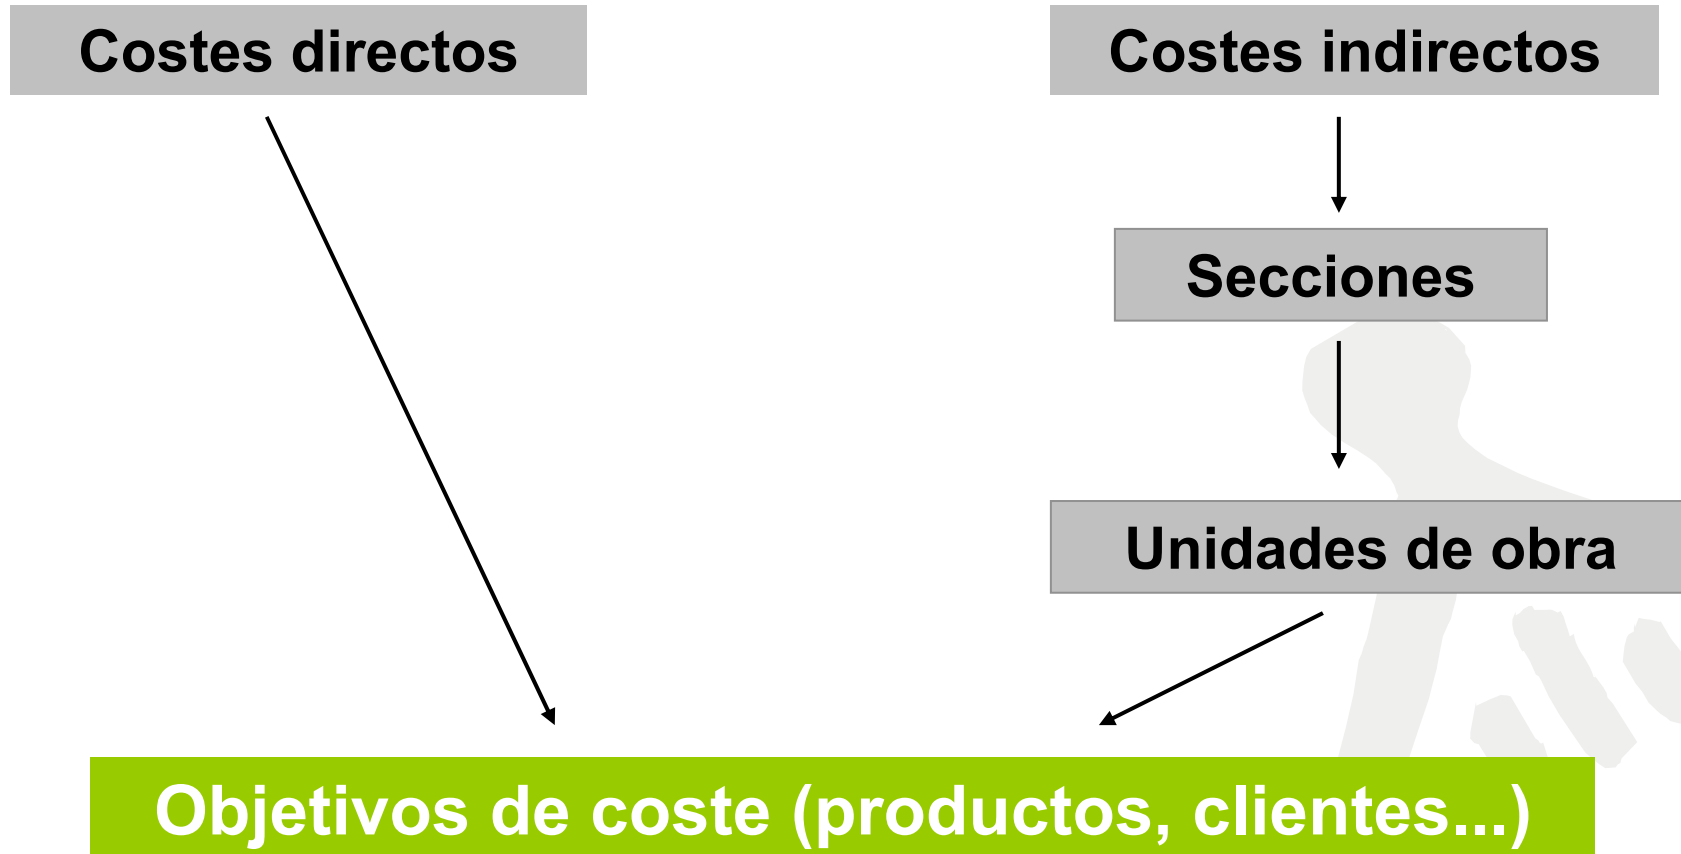 Costes directos
Costes indirectos
Secciones
Unidades de obra
Objetivos de coste (productos, clientes...)